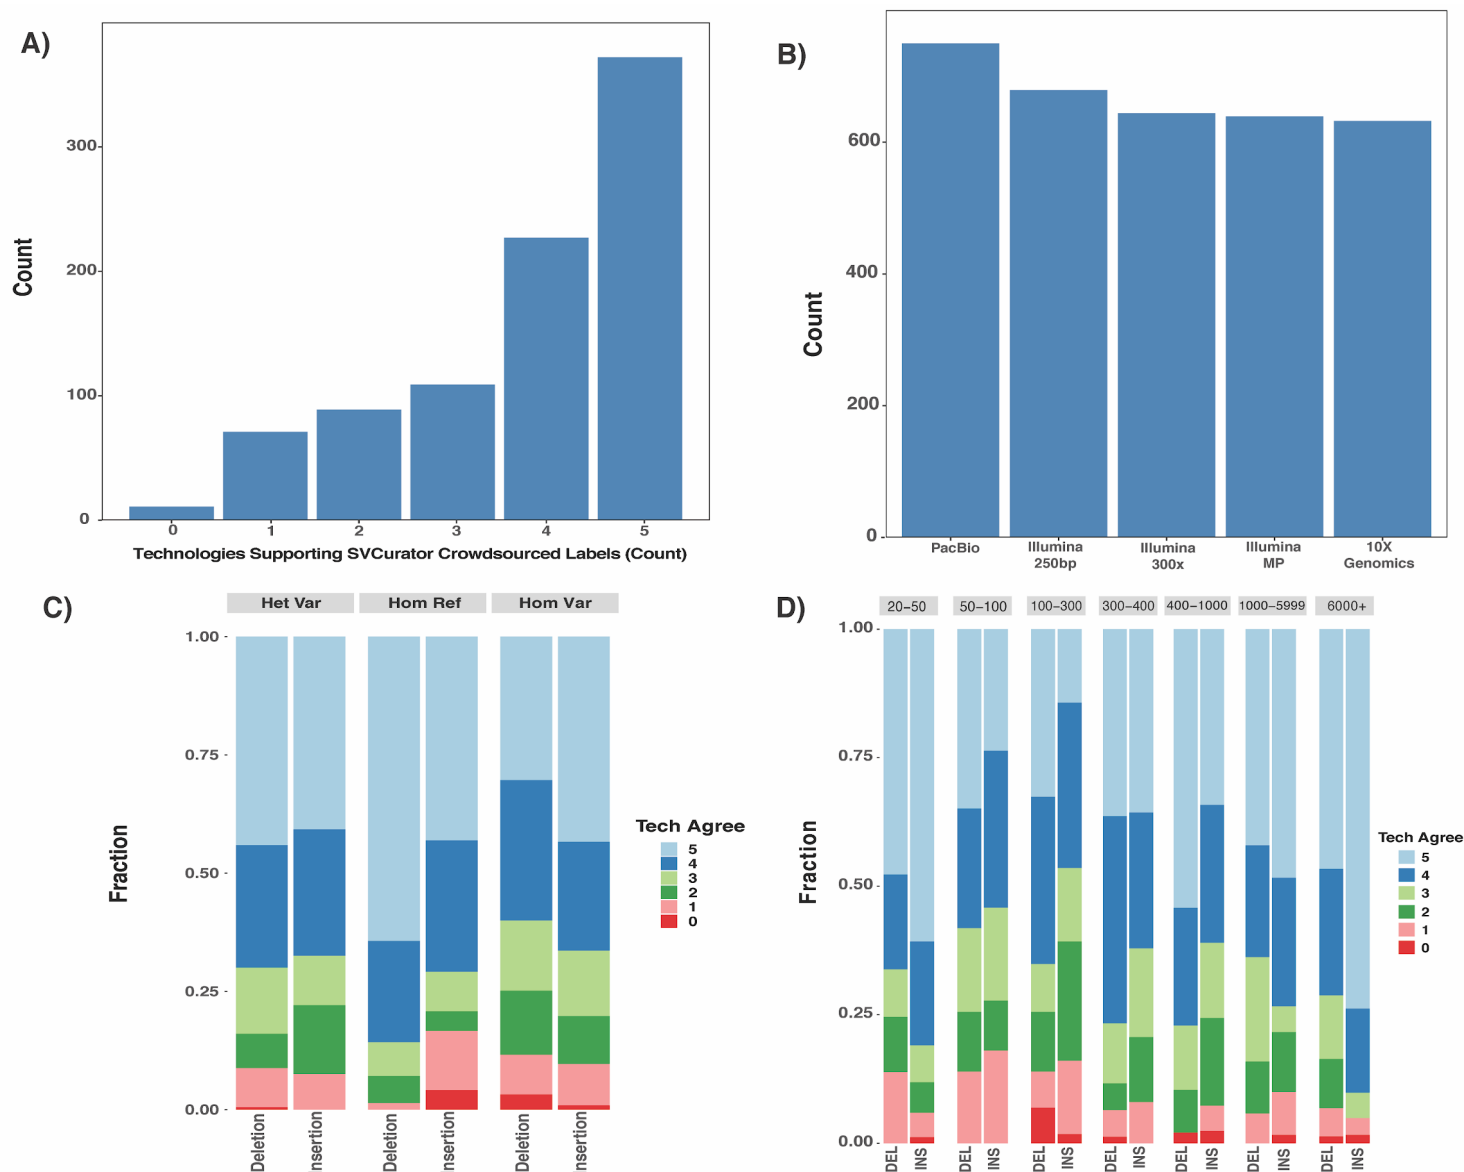 A)
Count
300
200
100
0
0 1 2 3 4 5
Technologies Supporting SVCurator Crowdsourced Labels (Count)
B)
Count
600
400
200
0
PacBio Illumina 250bp Illumina 300x Illumina MP 10X Genomics
C)
Het Var Hom Ref Hom Var
Fraction
1.00
0.75
0.50
0.25
0.00
Deletion nsertion Deletion nsertion Deletion nsertion
Tech Agree
5
4
3
2
1
0
D)
20-50 50-100 100-300 300-400 400-1000 1000-5999 6000+
Fraction
1.00
0.75
0.50
0.25
0.00
DEL INS DEL INS DEL INS DEL INS DEL INS DEL INS DEL INS
Tech Agree
5
4
3
2
1
0